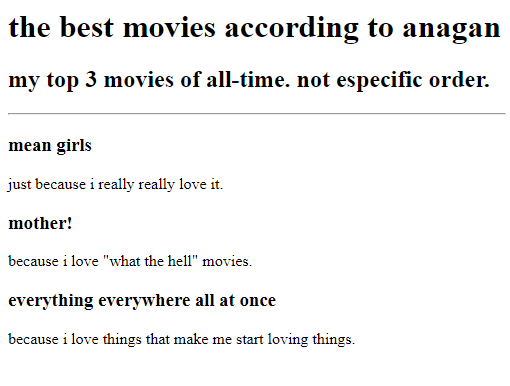 the best movies according to anagan
my top 3 movies of all-time. not especific order.
mean girls
just because i really really love it.
mother!
because i love "what the hell" movies.
everything everywhere all at once
because i love things that make me start loving things.